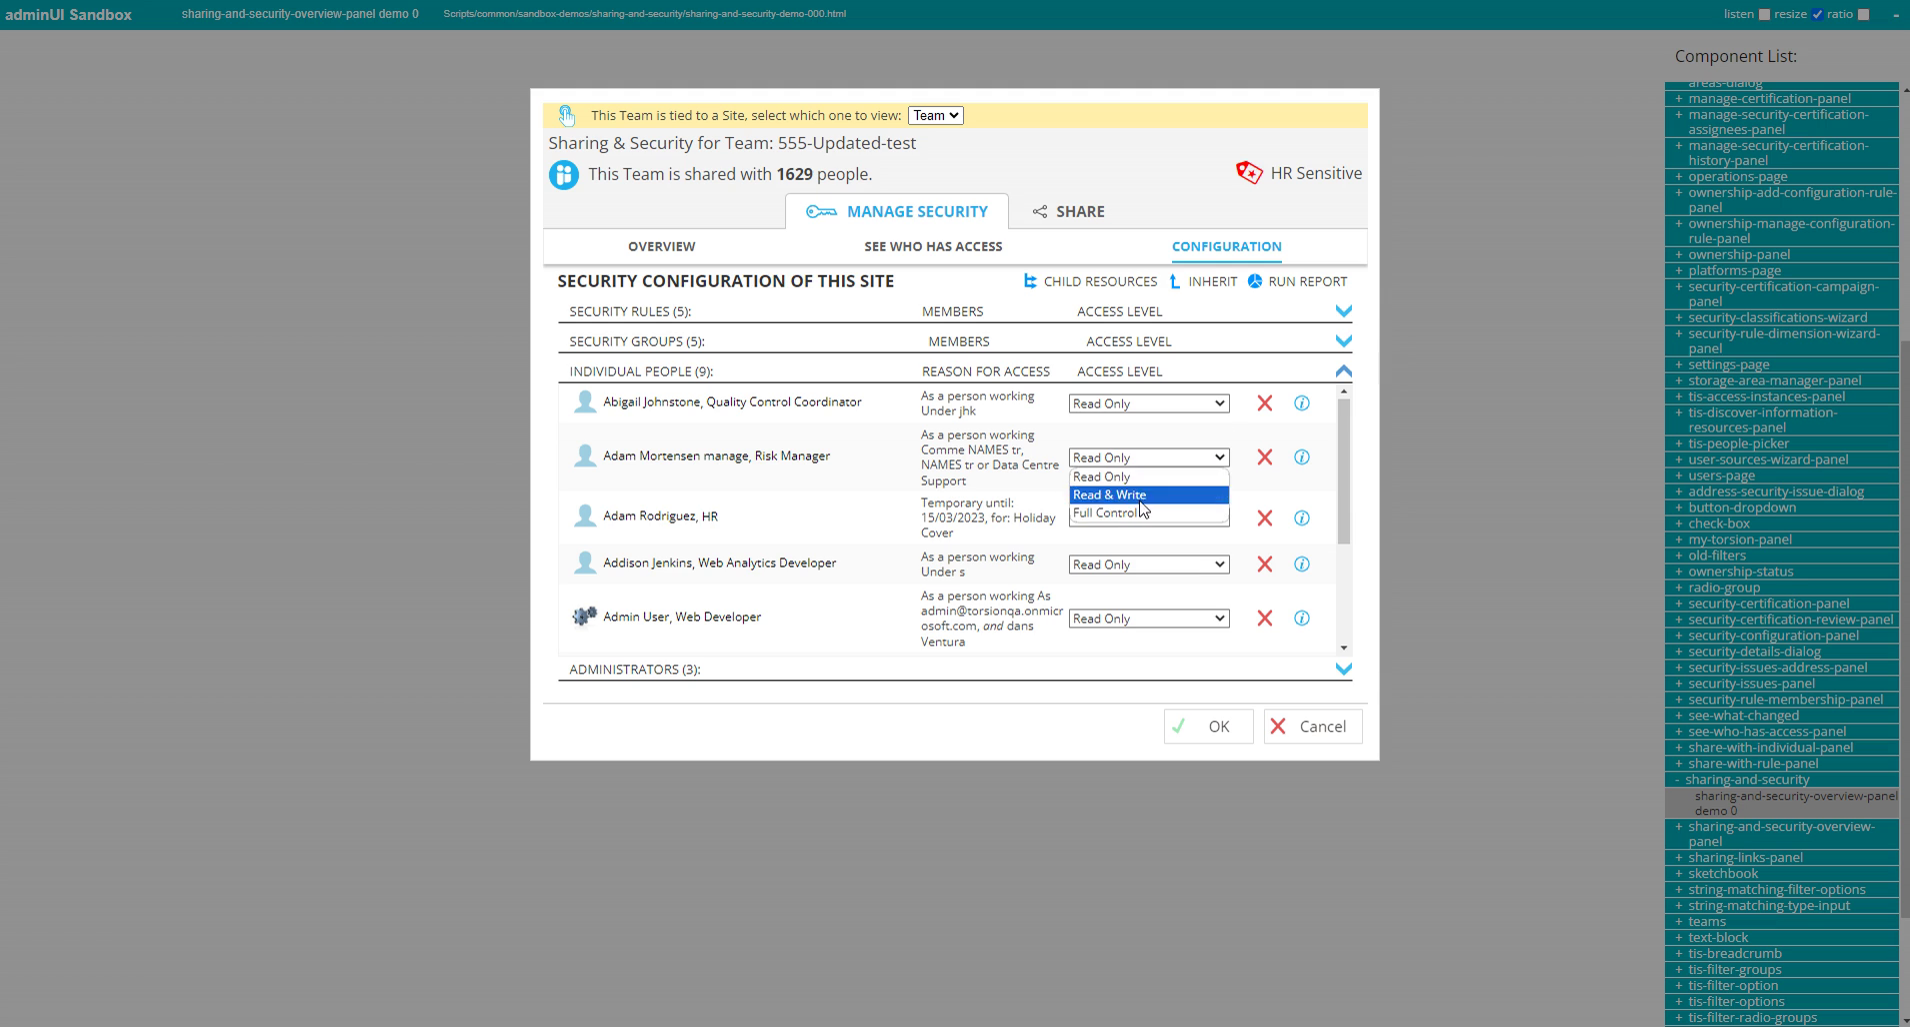 adminUI Sandbox
sharing-and-security-overview-panel demo 0
Scripts/common/sandbox-demos/sharing-and-security/sharing-and-security-demo-000.html
listen
resize
ratio
-
This Team is tied to a Site, select which one to view:
Team
Sharing & Security for Team: 555-Updated-test
This Team is shared with 1629 people.
HR Sensitive
MANAGE SECURITY
SHARE
OVERVIEW
SEE WHO HAS ACCESS
CONFIGURATION
SECURITY CONFIGURATION OF THIS SITE
CHILD RESOURCES
INHERIT
RUN REPORT
SECURITY RULES (5):
MEMBERS
ACCESS LEVEL
SECURITY GROUPS (5):
MEMBERS
ACCESS LEVEL
INDIVIDUAL PEOPLE (9):
REASON FOR ACCESS
ACCESS LEVEL
Abigail Johnstone, Quality Control Coordinator
As a person working
Under jhk
Read Only
Adam Mortensen manage, Risk Manager
As a person working
Comme NAMES tr,
NAMES tr or Data Centre
Support
Read Only
Read Only
Read & Write
Full Control
Adam Rodriguez, HR
Temporary until:
15/03/2023, for: Holiday
Cover
Addison Jenkins, Web Analytics Developer
As a person working
Under s
Read Only
Admin User, Web Developer
As a person working As
admin@torsionqa.onmicr
osoft.com, and dans
Ventura
Read Only
ADMINISTRATORS (3):
OK
Cancel
Component List:
areas-dialog
+ manage-certification-panel
+ manage-security-certification-
assignees-panel
+ manage-security-certification-
history-panel
+ operations-page
+ ownership-add-configuration-rule-
panel
+ ownership-manage-configuration-
rule-panel
+ ownership-panel
+ platforms-page
+ security-certification-campaign-
panel
+ security-classifications-wizard
+ security-rule-dimension-wizard-
panel
+ settings-page
+ storage-area-manager-panel
+ tis-access-instances-panel
+ tis-discover-information-
resources-panel
+ tis-people-picker
+ user-sources-wizard-panel
+ users-page
+ address-security-issue-dialog
+ button-dropdown
+ check-box
+ my-torsion-panel
+ old-filters
+ ownership-status
+ radio-group
+ security-certification-panel
+ security-certification-review-panel
+ security-configuration-panel
+ security-details-dialog
+ security-issues-address-panel
+ security-issues-panel
+ security-rule-membership-panel
+ see-what-changed
+ see-who-has-access-panel
+ share-with-individual-panel
+ share-with-rule-panel
- sharing-and-security
sharing-and-security-overview-panel
demo 0
+ sharing-and-security-overview-
panel
+ sharing-links-panel
+ sketchbook
+ string-matching-filter-options
+ string-matching-type-input
+ teams
+ text-block
+ tis-breadcrumb
+ tis-filter-groups
+ tis-filter-option
+ tis-filter-options
+ tis-filter-radio-groups